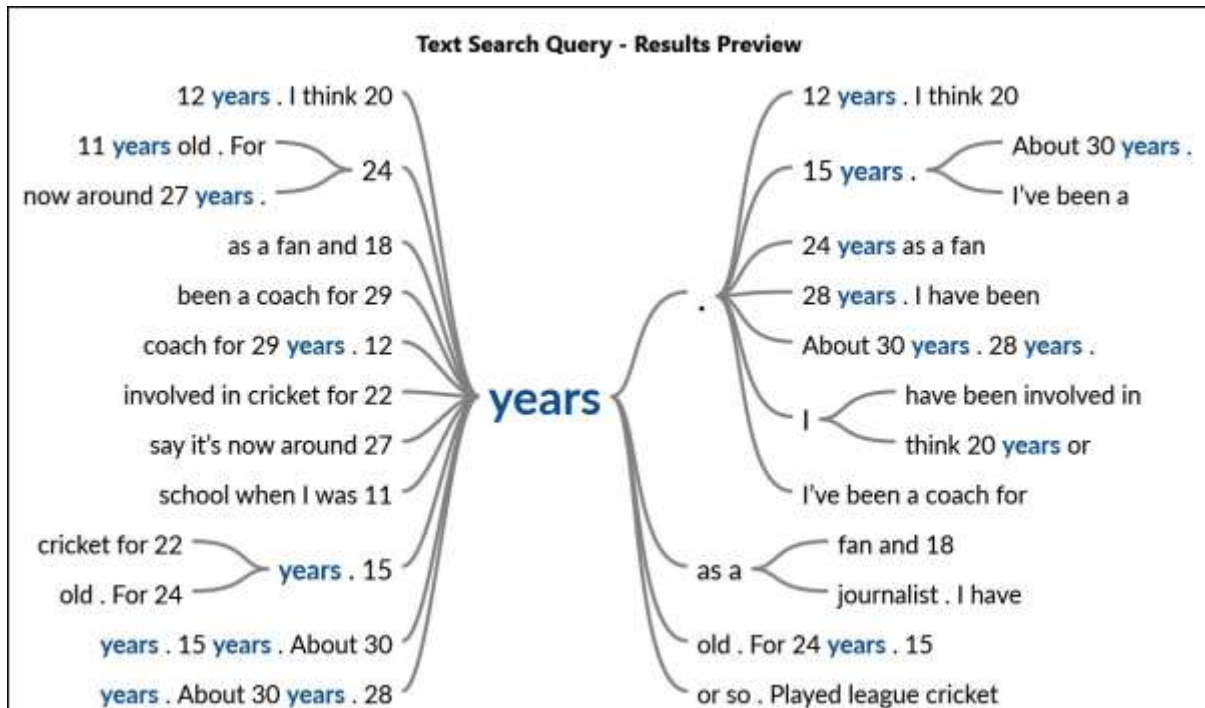 Text Search Query - Results Preview
12 years . I think 20
11 years old . For
now around 27 years .
24
as a fan and 18
been a coach for 29
coach for 29 years . 12
involved in cricket for 22
say it's now around 27
school when I was 11
cricket for 22
old . For 24
years . 15
years . 15 years . About 30
years . About 30 years . 28
years
.
12 years . I think 20
15 years .
About 30 years .
I've been a
24 years as a fan
28 years . I have been
About 30 years . 28 years .
I
have been involved in
think 20 years or
I've been a coach for
as a
fan and 18
journalist . I have
old . For 24 years . 15
or so . Played league cricket